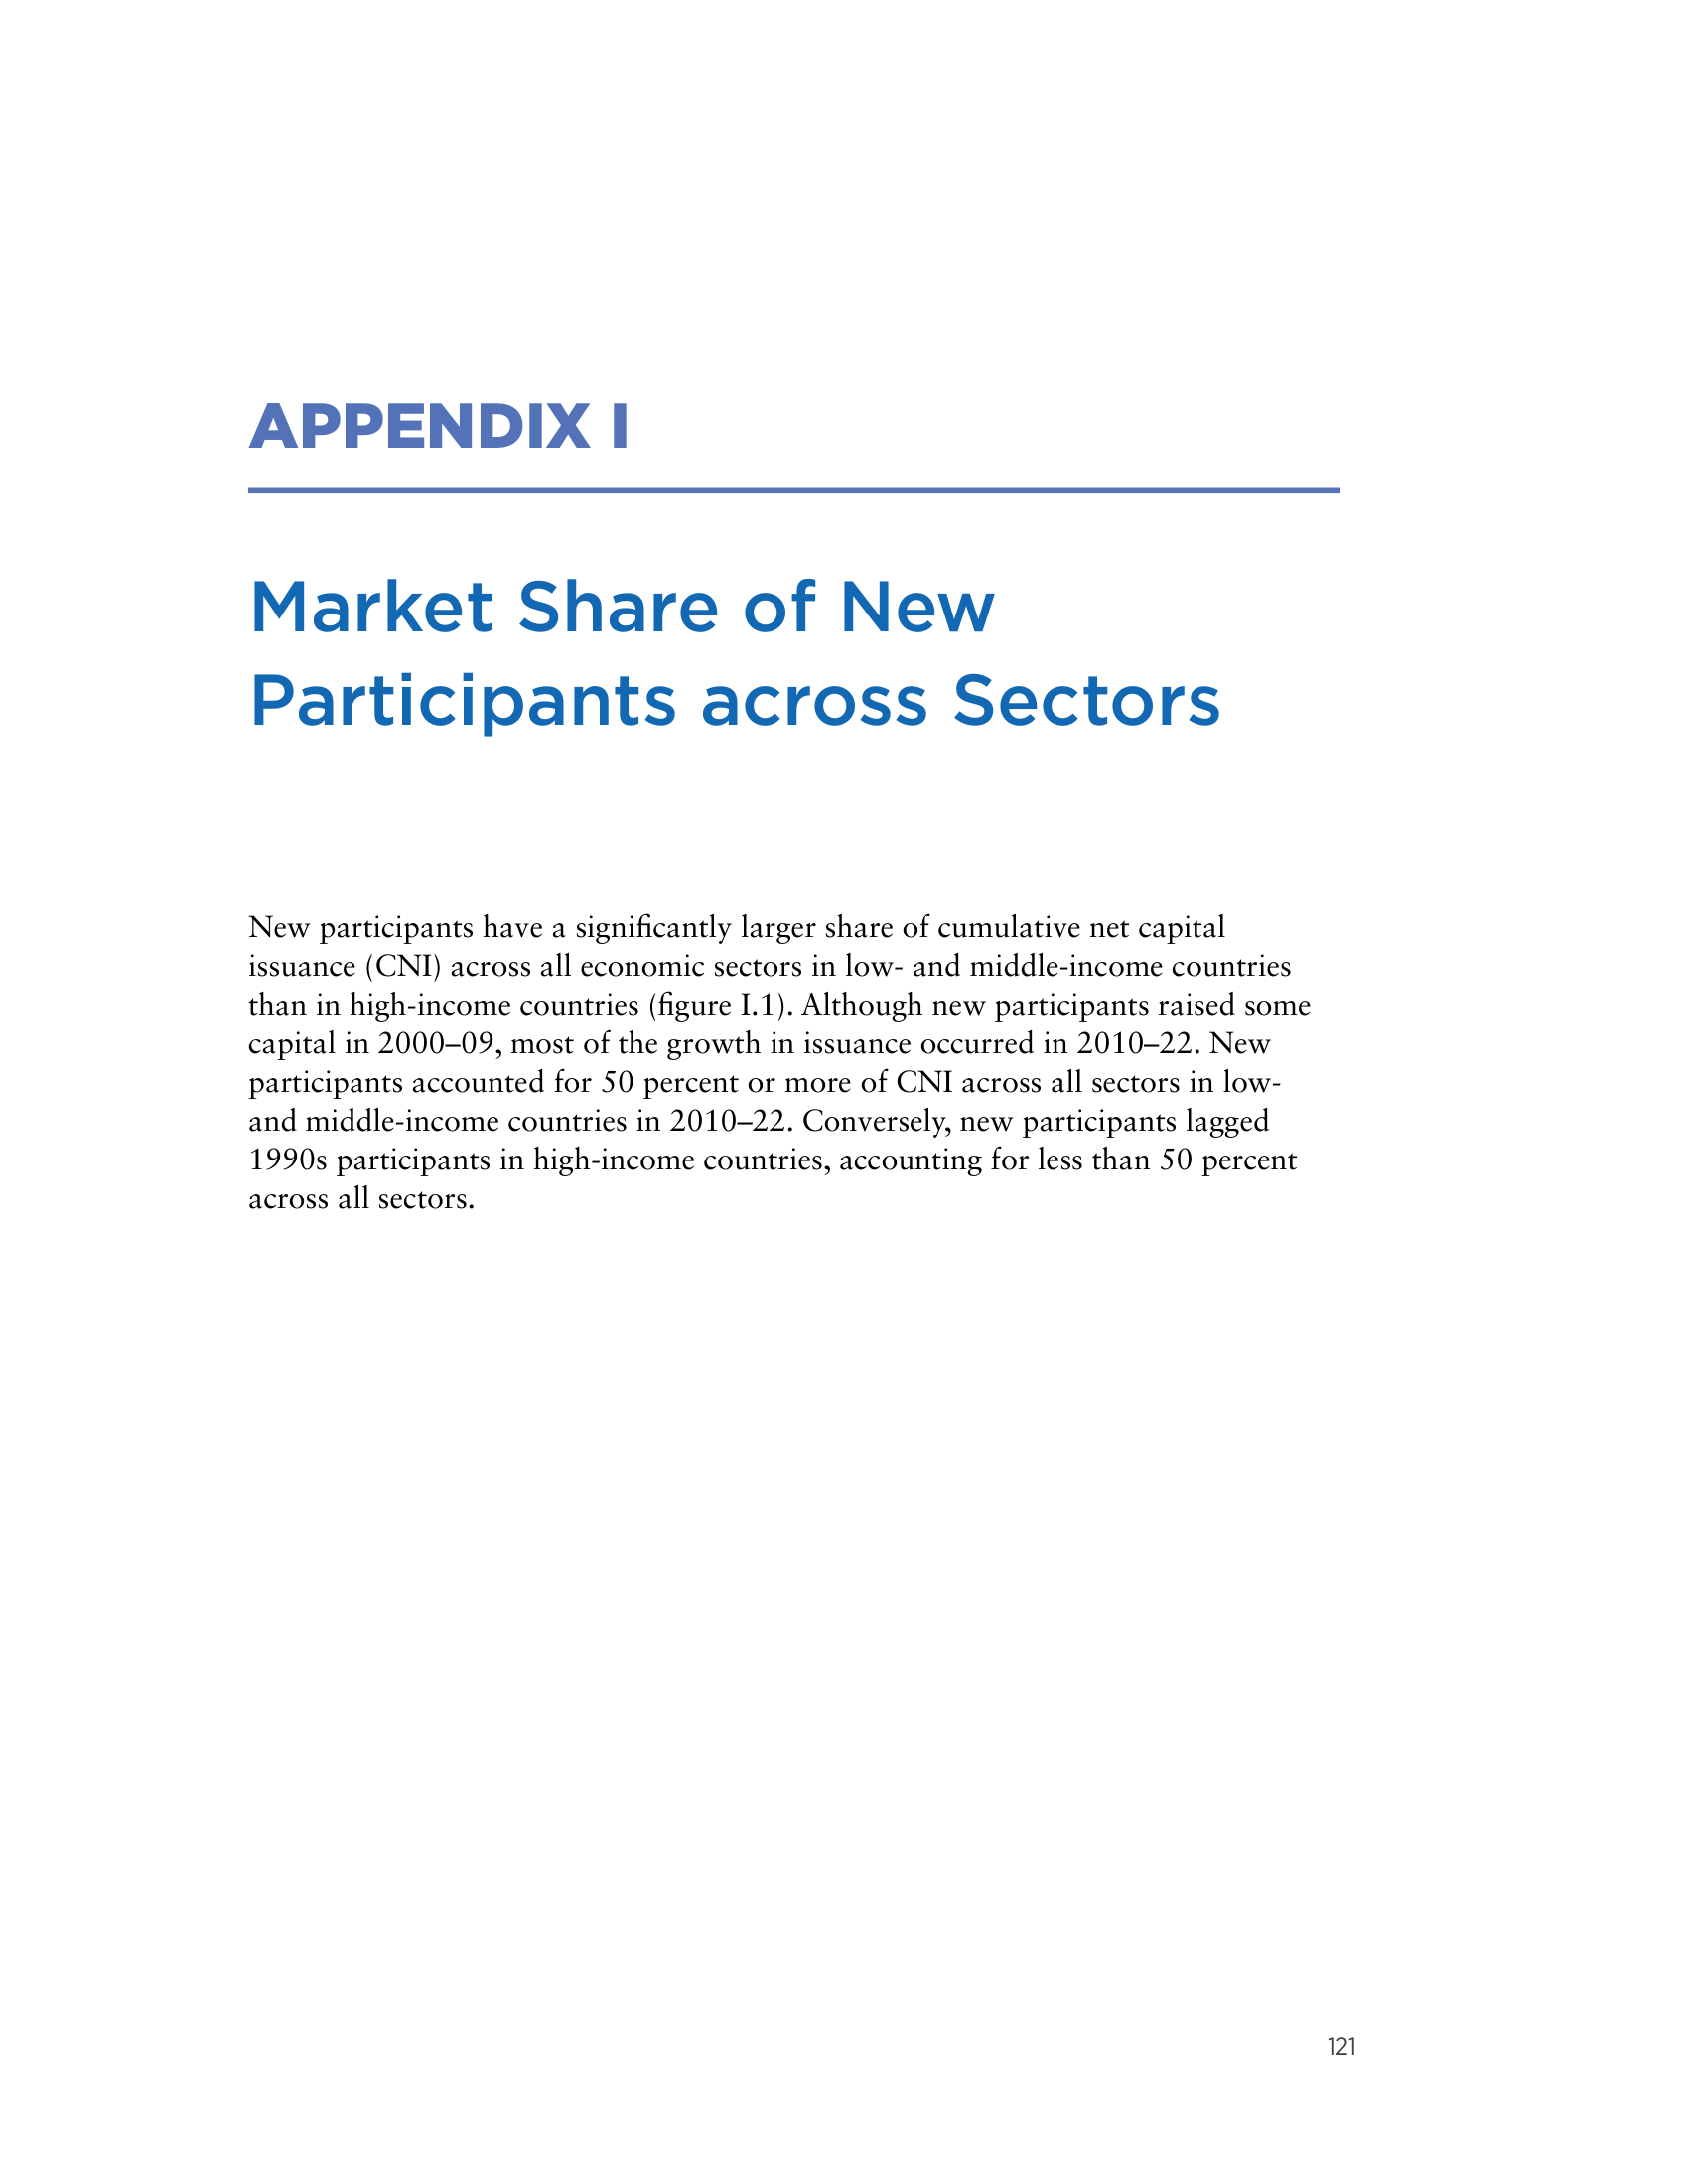 APPENDIX I
Market Share of New
Participants across Sectors
New participants have a significantly larger share of cumulative net capital
issuance (CNI) across all economic sectors in low- and middle-income countries
than in high-income countries (figure I.1). Although new participants raised some
capital in 2000–09, most of the growth in issuance occurred in 2010–22. New
participants accounted for 50 percent or more of CNI across all sectors in low-
and middle-income countries in 2010–22. Conversely, new participants lagged
1990s participants in high-income countries, accounting for less than 50 percent
across all sectors.
121